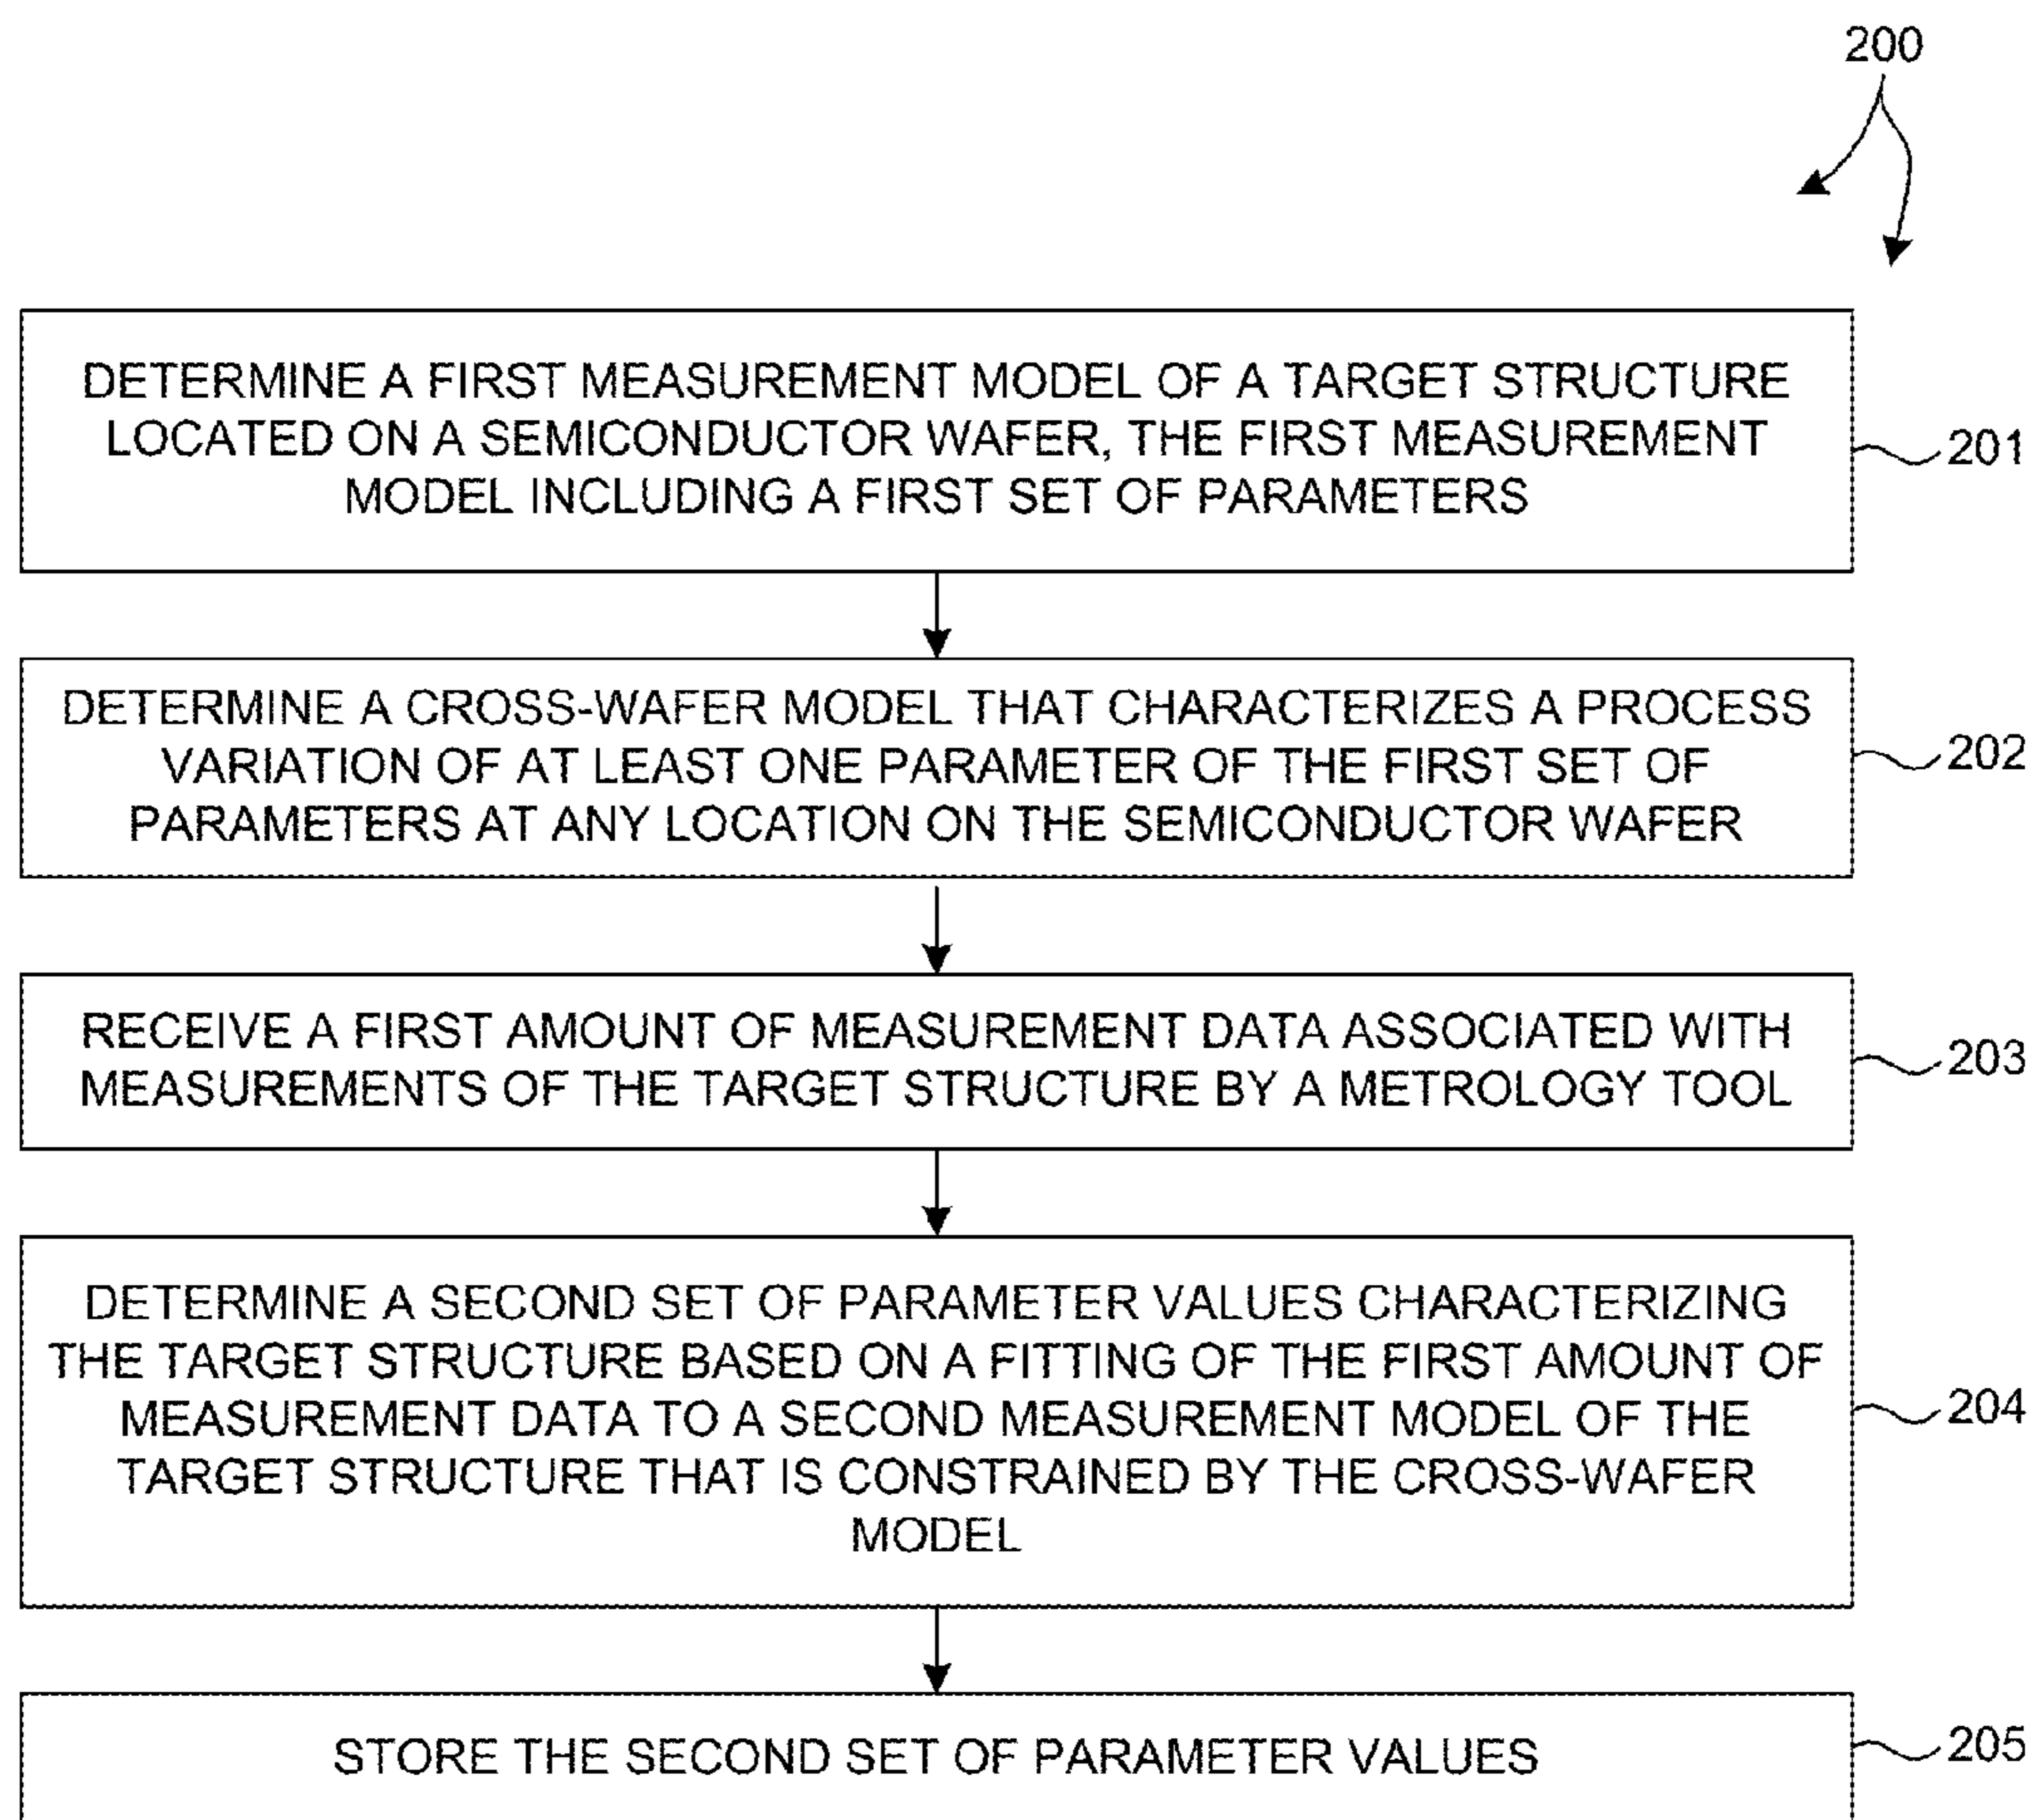 200
DETERMINE A FIRST MEASUREMENT MODEL OF A TARGET STRUCTURE
LOCATED ON A SEMICONDUCTOR WAFER, THE FIRST MEASUREMENT
MODEL INCLUDING A FIRST SET OF PARAMETERS
201
DETERMINE A CROSS-WAFER MODEL THAT CHARACTERIZES A PROCESS
VARIATION OF AT LEAST ONE PARAMETER OF THE FIRST SET OF
PARAMETERS AT ANY LOCATION ON THE SEMICONDUCTOR WAFER
202
RECEIVE A FIRST AMOUNT OF MEASUREMENT DATA ASSOCIATED WITH
MEASUREMENTS OF THE TARGET STRUCTURE BY A METROLOGY TOOL
203
DETERMINE A SECOND SET OF PARAMETER VALUES CHARACTERIZING
THE TARGET STRUCTURE BASED ON A FITTING OF THE FIRST AMOUNT OF
MEASUREMENT DATA TO A SECOND MEASUREMENT MODEL OF THE
TARGET STRUCTURE THAT IS CONSTRAINED BY THE CROSS-WAFER
MODEL
204
STORE THE SECOND SET OF PARAMETER VALUES
205